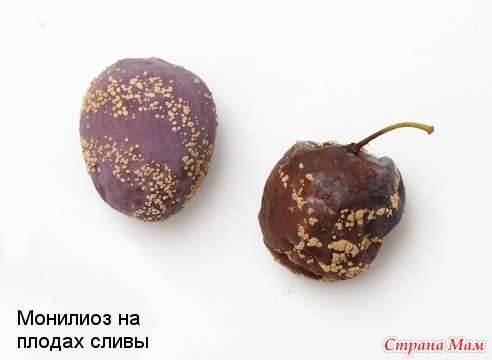 Монилиоз на
плодах сливы
Страна Мам